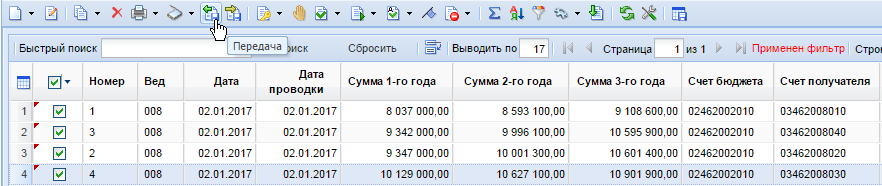 Быстрый поиск Передача иск Сбросить Выводить по 17 Страница 1 из 1 Применен фильтр Стро
Номер Вед Дата Дата проводки Сумма 1-го года Сумма 2-го года Сумма 3-го года Счет бюджета Счет получателя
1 1 008 02.01.2017 02.01.2017 8 037 000,00 8 593 100,00 9 108 600,00 02462002010 03462008010
2 3 008 02.01.2017 02.01.2017 9 342 000,00 9 996 100,00 10 595 900,00 02462002010 03462008040
3 2 008 02.01.2017 02.01.2017 9 347 000,00 10 001 300,00 10 601 400,00 02462002010 03462008020
4 4 008 02.01.2017 02.01.2017 10 129 000,00 10 627 100,00 10 901 900,00 02462002010 03462008030